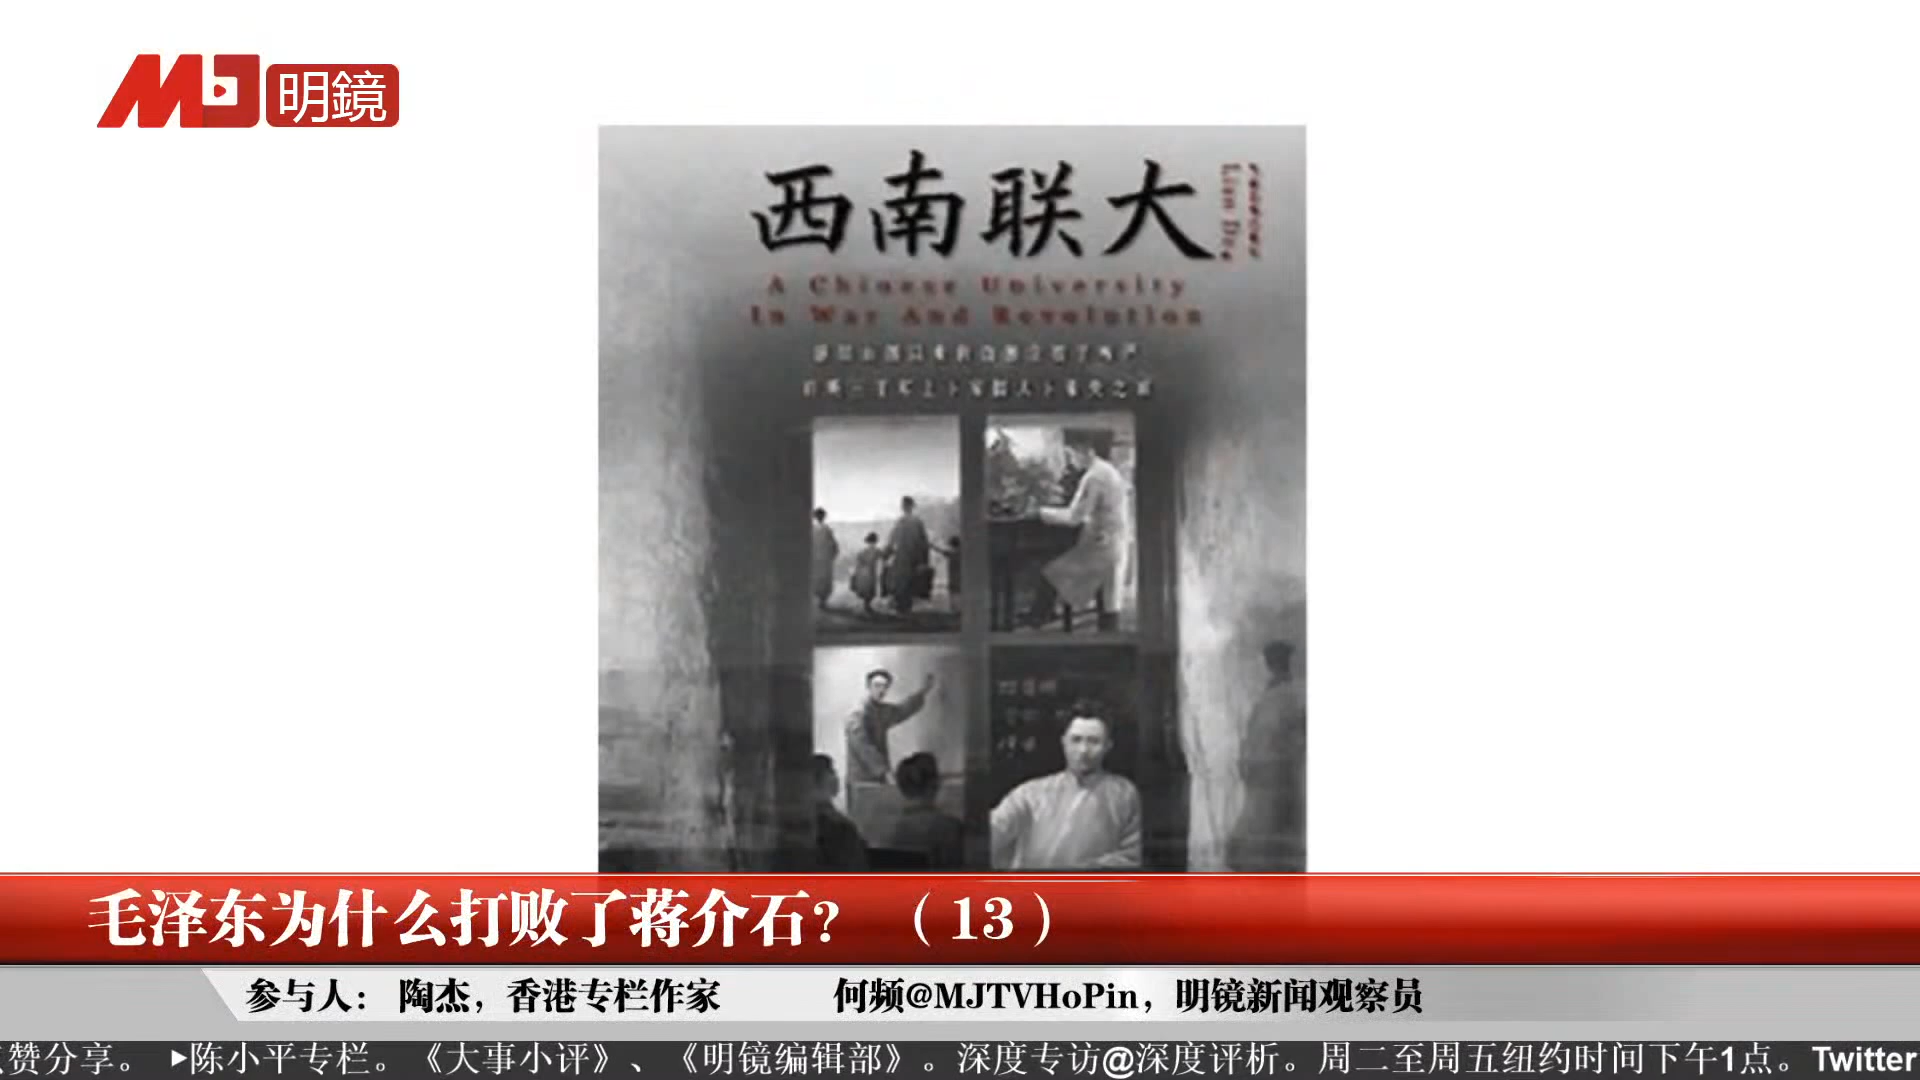 MJ 明鏡
西南联大
Lian Da
A Chinese University
In War And Revolution
毛泽东为什么打败了蒋介石？（13）
参与人：陶杰，香港专栏作家 何频@MJTVHoPin，明镜新闻观察员
赞分享。 ▶陈小平专栏。《大事小评》、《明镜编辑部》。深度专访@深度评析。周二至周五纽约时间下午1点。Twitter